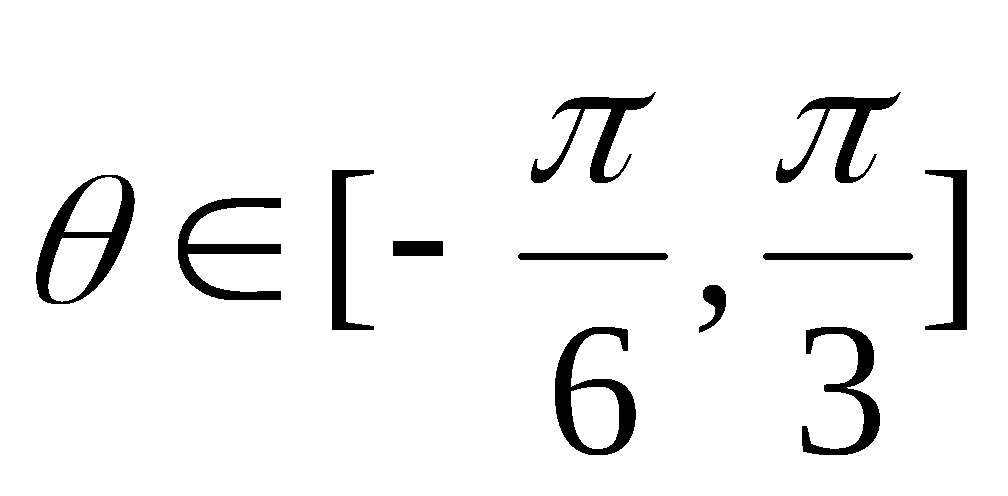 θ ∈ [- π/6, π/3]